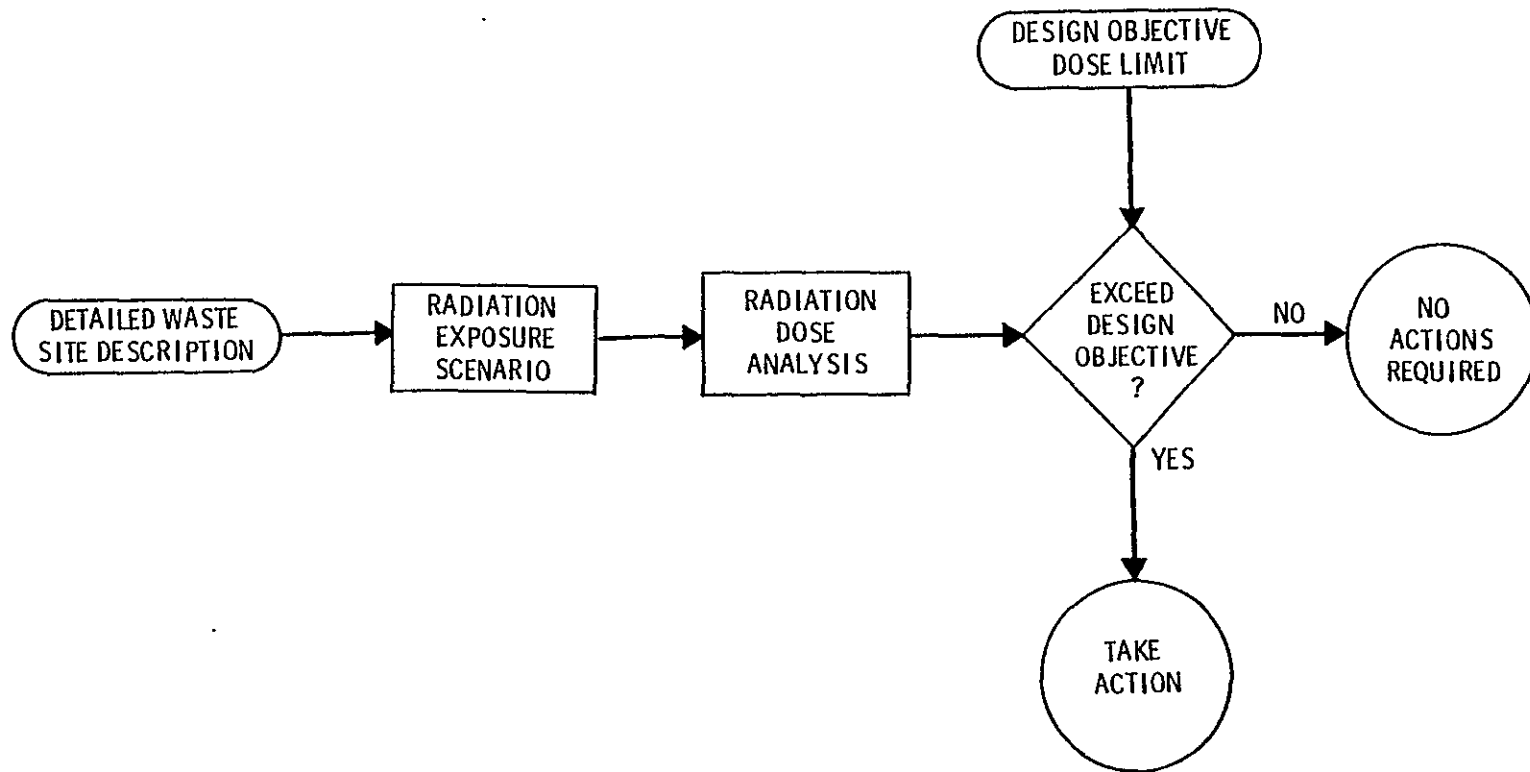 DESIGN OBJECTIVE
DOSE LIMIT
DETAILED WASTE
SITE DESCRIPTION
RADIATION
EXPOSURE
SCENARIO
RADIATION
DOSE
ANALYSIS
EXCEED
DESIGN
OBJECTIVE
?
NO
NO
ACTIONS
REQUIRED
YES
TAKE
ACTION